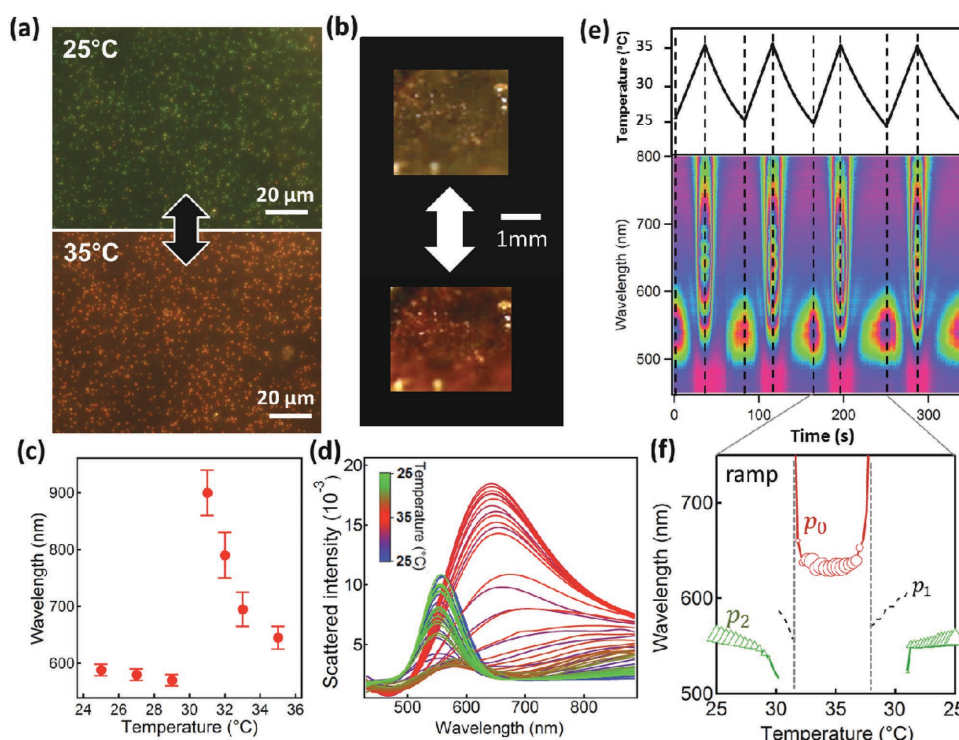 (a)
25°C
20 µm
35°C
20 µm
(b)
1mm
(c)
Wavelength (nm)
900
800
700
600
24 26 28 30 32 34 36
Temperature (°C)
(d)
Scattered intensity (10⁻³)
20
15
10
5
25
35
25
Temperature (°C)
500 600 700 800
Wavelength (nm)
(e)
Temperature (°C)
35
30
25
Wavelength (nm)
800
700
600
500
0 100 200 300
Time (s)
(f)
ramp
Wavelength (nm)
700
600
500
p₀
p₁
p₂
25 30 30 25
Temperature (°C)